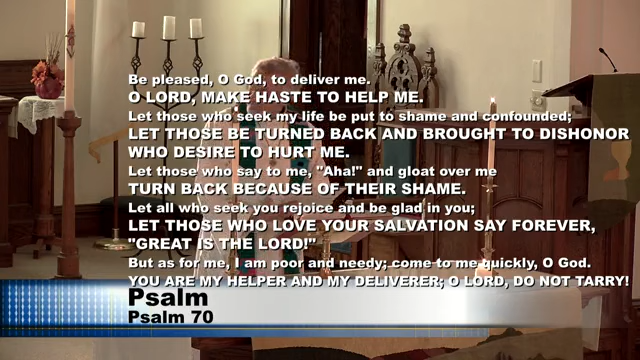 Be pleased, O God, to deliver me.
O LORD, MAKE HASTE TO HELP ME.
Let those who seek my life be put to shame and confounded;
LET THOSE BE TURNED BACK AND BROUGHT TO DISHONOR
WHO DESIRE TO HURT ME.
Let those who say to me, "Aha!" and gloat over me
TURN BACK BECAUSE OF THEIR SHAME.
Let all who seek you rejoice and be glad in you;
LET THOSE WHO LOVE YOUR SALVATION SAY FOREVER,
"GREAT IS THE LORD!"
But as for me, I am poor and needy; come to me quickly, O God.
YOU ARE MY HELPER AND MY DELIVERER; O LORD, DO NOT TARRY!
Psalm
Psalm 70